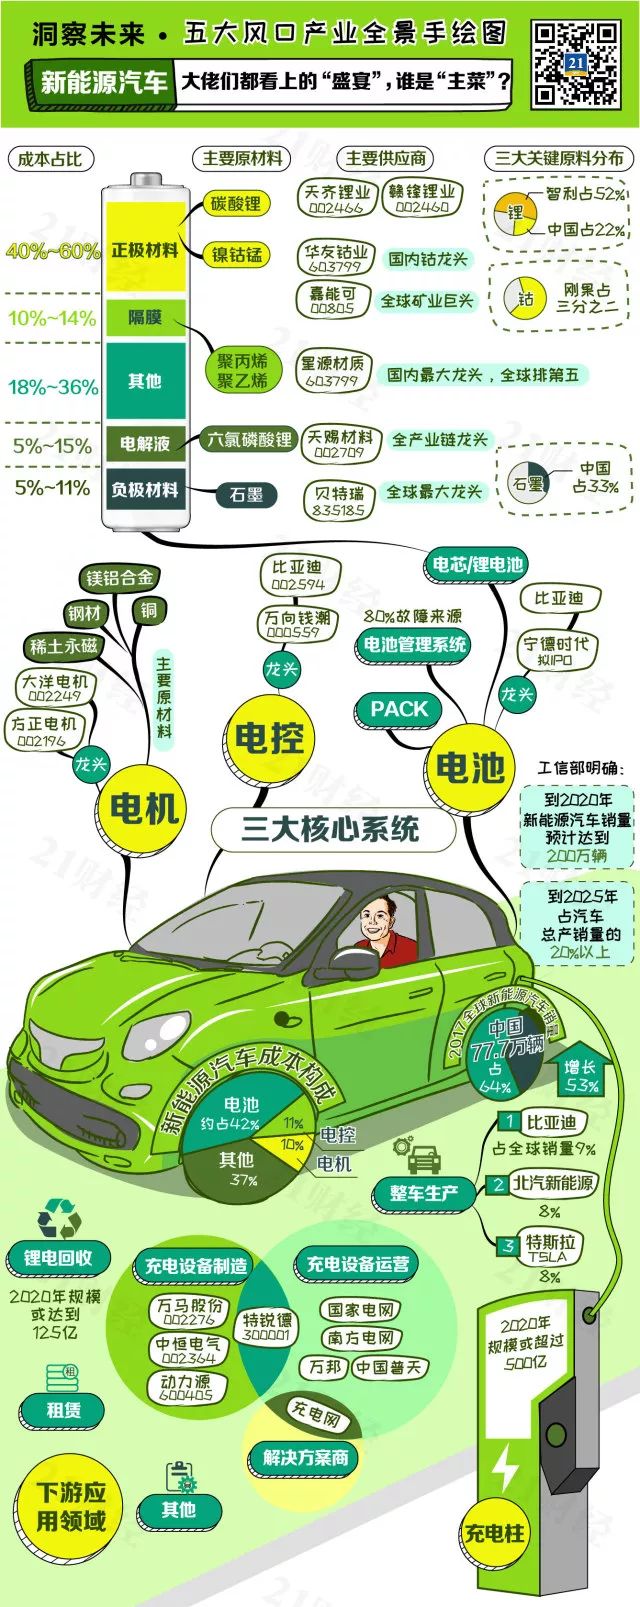 洞察未来·五大风口产业全景手绘图
21
新能源汽车
大佬们都看上的“盛宴”，谁是“主菜”？
成本占比
主要原材料
主要供应商
三大关键原料分布
40%~60%
正极材料
碳酸锂
天齐锂业
002466
赣锋锂业
002460
锂
智利占52%
中国占22%
镍钴锰
华友钴业
603799
国内钴龙头
嘉能可
00805
全球矿业巨头
钴
刚果占
三分之二
10%~14%
隔膜
聚丙烯
聚乙烯
星源材质
603799
国内最大龙头，全球排第五
18%~36%
其他
5%~15%
电解液
六氯磷酸锂
天赐材料
002709
全产业链龙头
5%~11%
负极材料
石墨
贝特瑞
835185
全球最大龙头
石墨
中国
占33%
镁铝合金
钢材
铜
稀土永磁
主要原材料
大洋电机
002249
方正电机
002196
龙头
电机
比亚迪
002594
万向钱潮
000559
龙头
电控
电芯/锂电池
80%故障来源
电池管理系统
PACK
比亚迪
宁德时代
拟IPO
龙头
电池
三大核心系统
工信部明确：
到2020年
新能源汽车销量
预计达到
200万辆
到2025年
占汽车
总产销量的
20%以上
2017全球新能源汽车销量
中国
77.7万辆
占
64%
增长
53%
新能源汽车成本构成
电池
约占42%
11%
电控
10%
电机
其他
37%
整车生产
1 比亚迪
占全球销量9%
2 北汽新能源
8%
3 特斯拉
TSLA
8%
锂电回收
2020年规模
或达到
125亿
租
租赁
充电设备制造
万马股份
002276
中恒电气
002364
动力源
600405
特锐德
300001
充电设备运营
国家电网
南方电网
万邦
中国普天
充电网
解决方案商
2020年
规模或超过
500亿
充电柱
下游应
用领域
其他
21财经